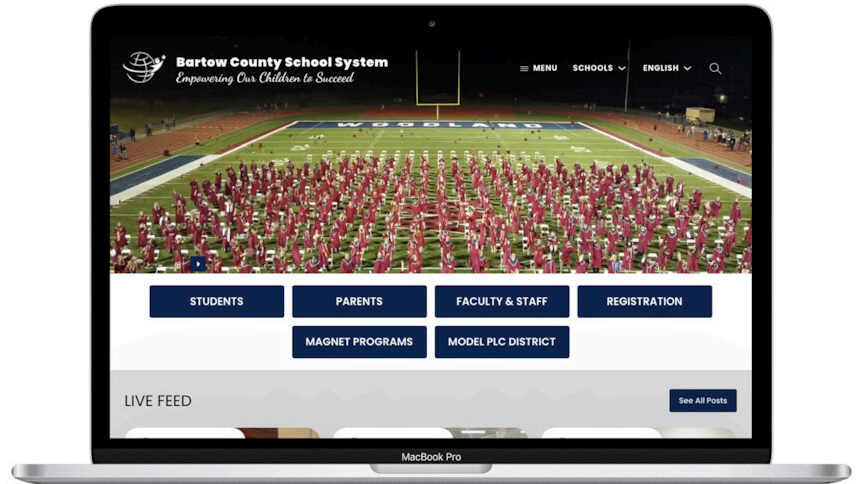 Bartow County School System
Empowering Our Children to Succeed
MENU
SCHOOLS
ENGLISH
WOODLAND
STUDENTS
PARENTS
FACULTY & STAFF
REGISTRATION
MAGNET PROGRAMS
MODEL PLC DISTRICT
LIVE FEED
See All Posts
MacBook Pro